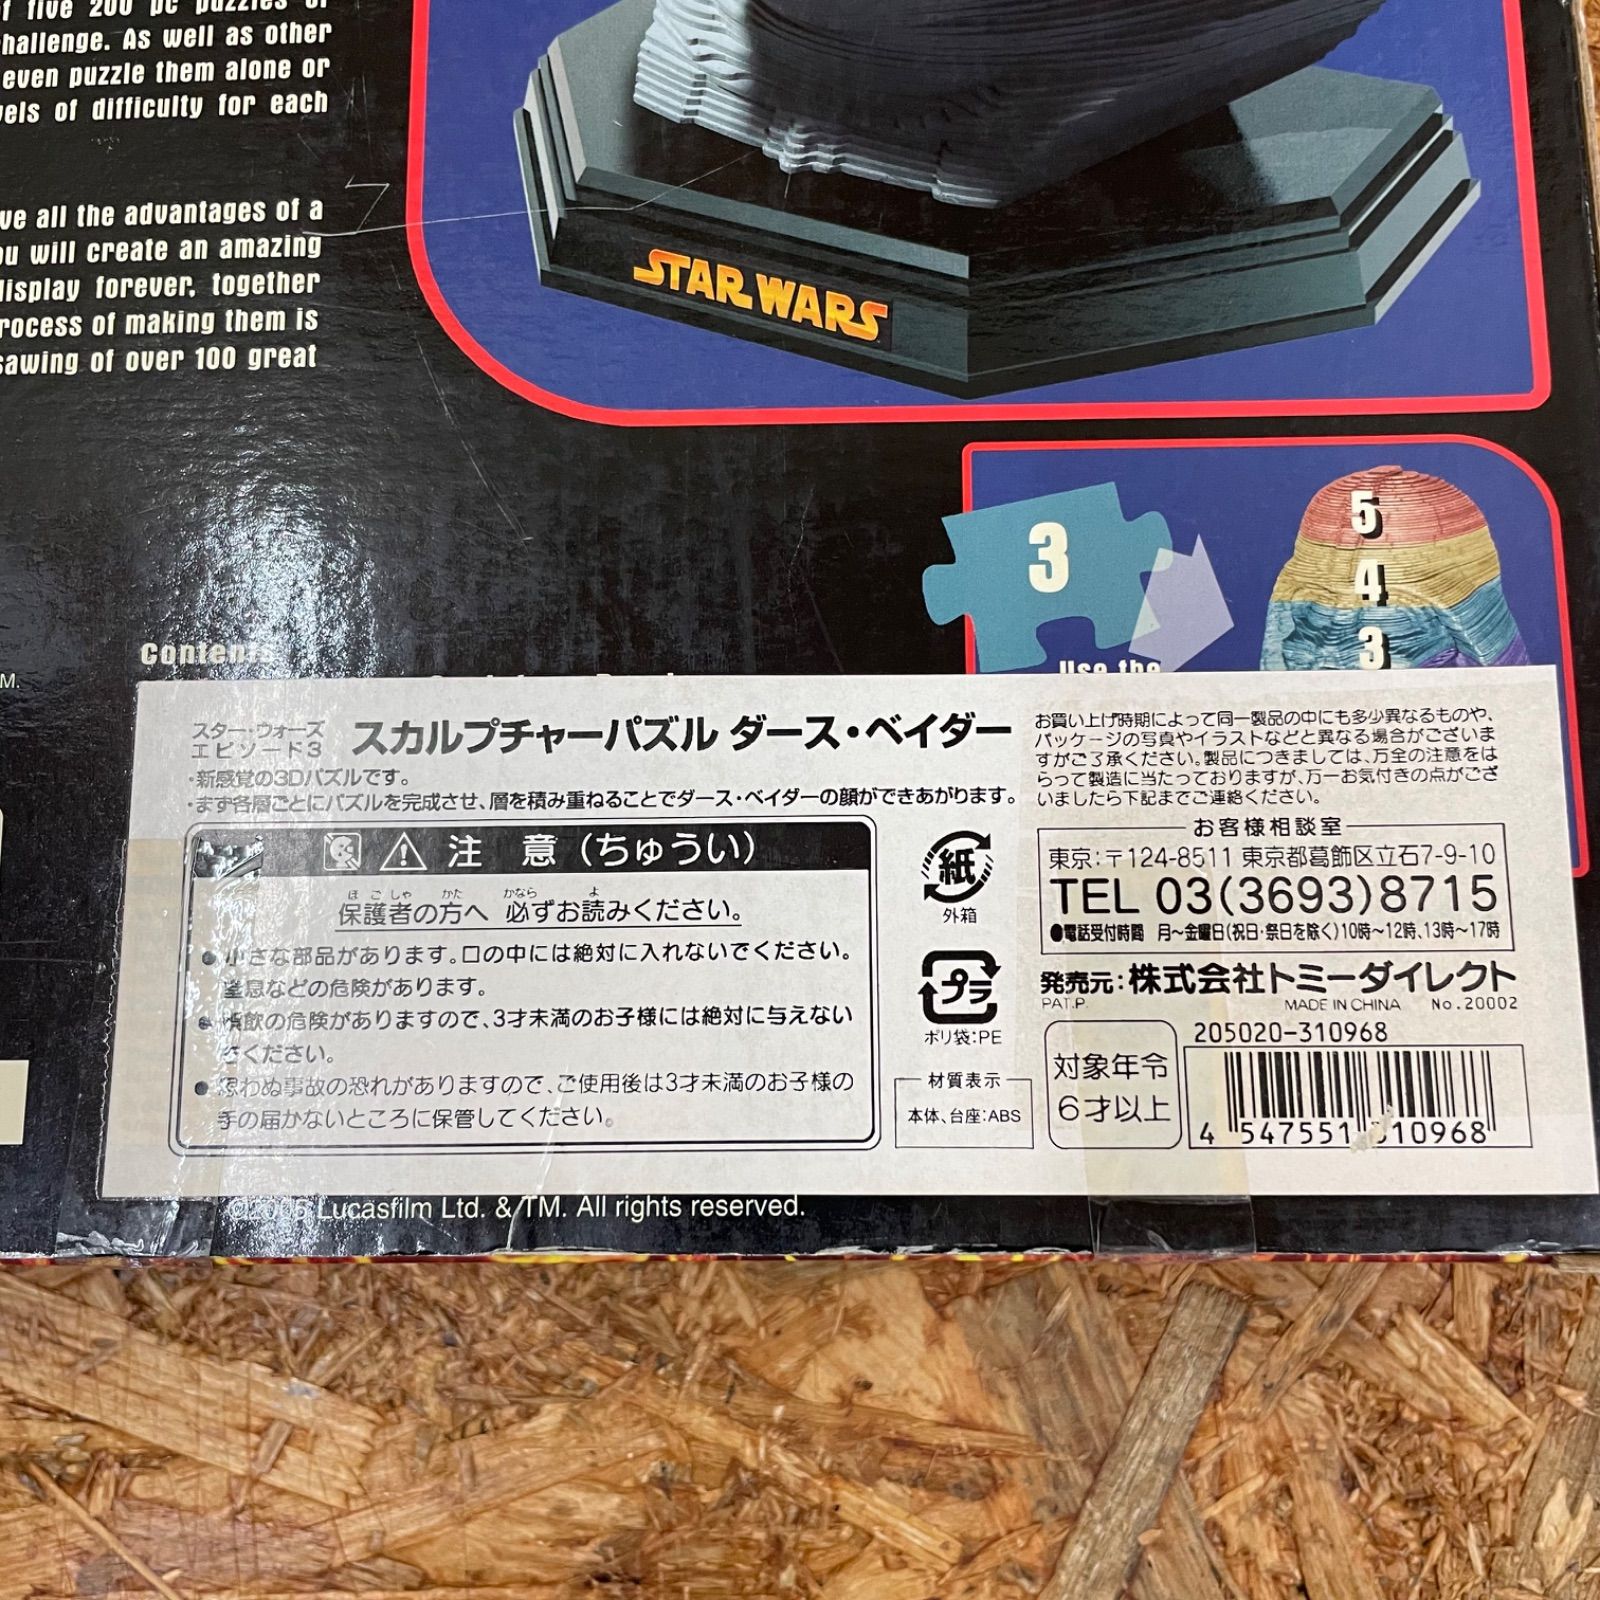 of five 200 pc puzzles of
challenge. As well as other
even puzzle them alone or
levels of difficulty for each
all the advantages of a
you will create an amazing
display forever, together
process of making them is
sawing of over 100 great
STAR WARS
5
4
3
3
Use the
Contents
M.
スター・ウォーズ
エピソード3
スカルプチャーパズル ダース・ベイダー
・新感覚の3Dパズルです。
・まず各層ごとにパズルを完成させ、層を積み重ねることでダース・ベイダーの顔ができあがります。
注 意(ちゅうい)
ほごしゃ かた かなら よ
保護者の方へ 必ずお読みください。
●小さな部品があります。口の中には絶対に入れないでください。
窒息などの危険があります。
●誤飲の危険がありますので、3才未満のお子様には絶対に与えない
でください。
●思わぬ事故の恐れがありますので、ご使用後は3才未満のお子様の
手の届かないところに保管してください。
紙
外箱
プラ
ポリ袋:PE
材質表示
本体、台座:ABS
お買い上げ時期によって同一製品の中にも多少異なるものや、
パッケージの写真やイラストなどと異なる場合がございま
すがご了承ください。製品につきましては、万全の注意をは
らって製造に当たっておりますが、万一お気付きの点がござ
いましたら下記までご連絡ください。
お客様相談室
東京:〒124-8511 東京都葛飾区立石7-9-10
TEL 03(3693)8715
●電話受付時間 月~金曜日(祝日・祭日を除く)10時~12時、13時~17時
発売元:株式会社トミーダイレクト
PAT.P. MADE IN CHINA No.20002
対象年令
6才以上
205020-310968
4 547551 310968
©2005 Lucasfilm Ltd. & TM. All rights reserved.